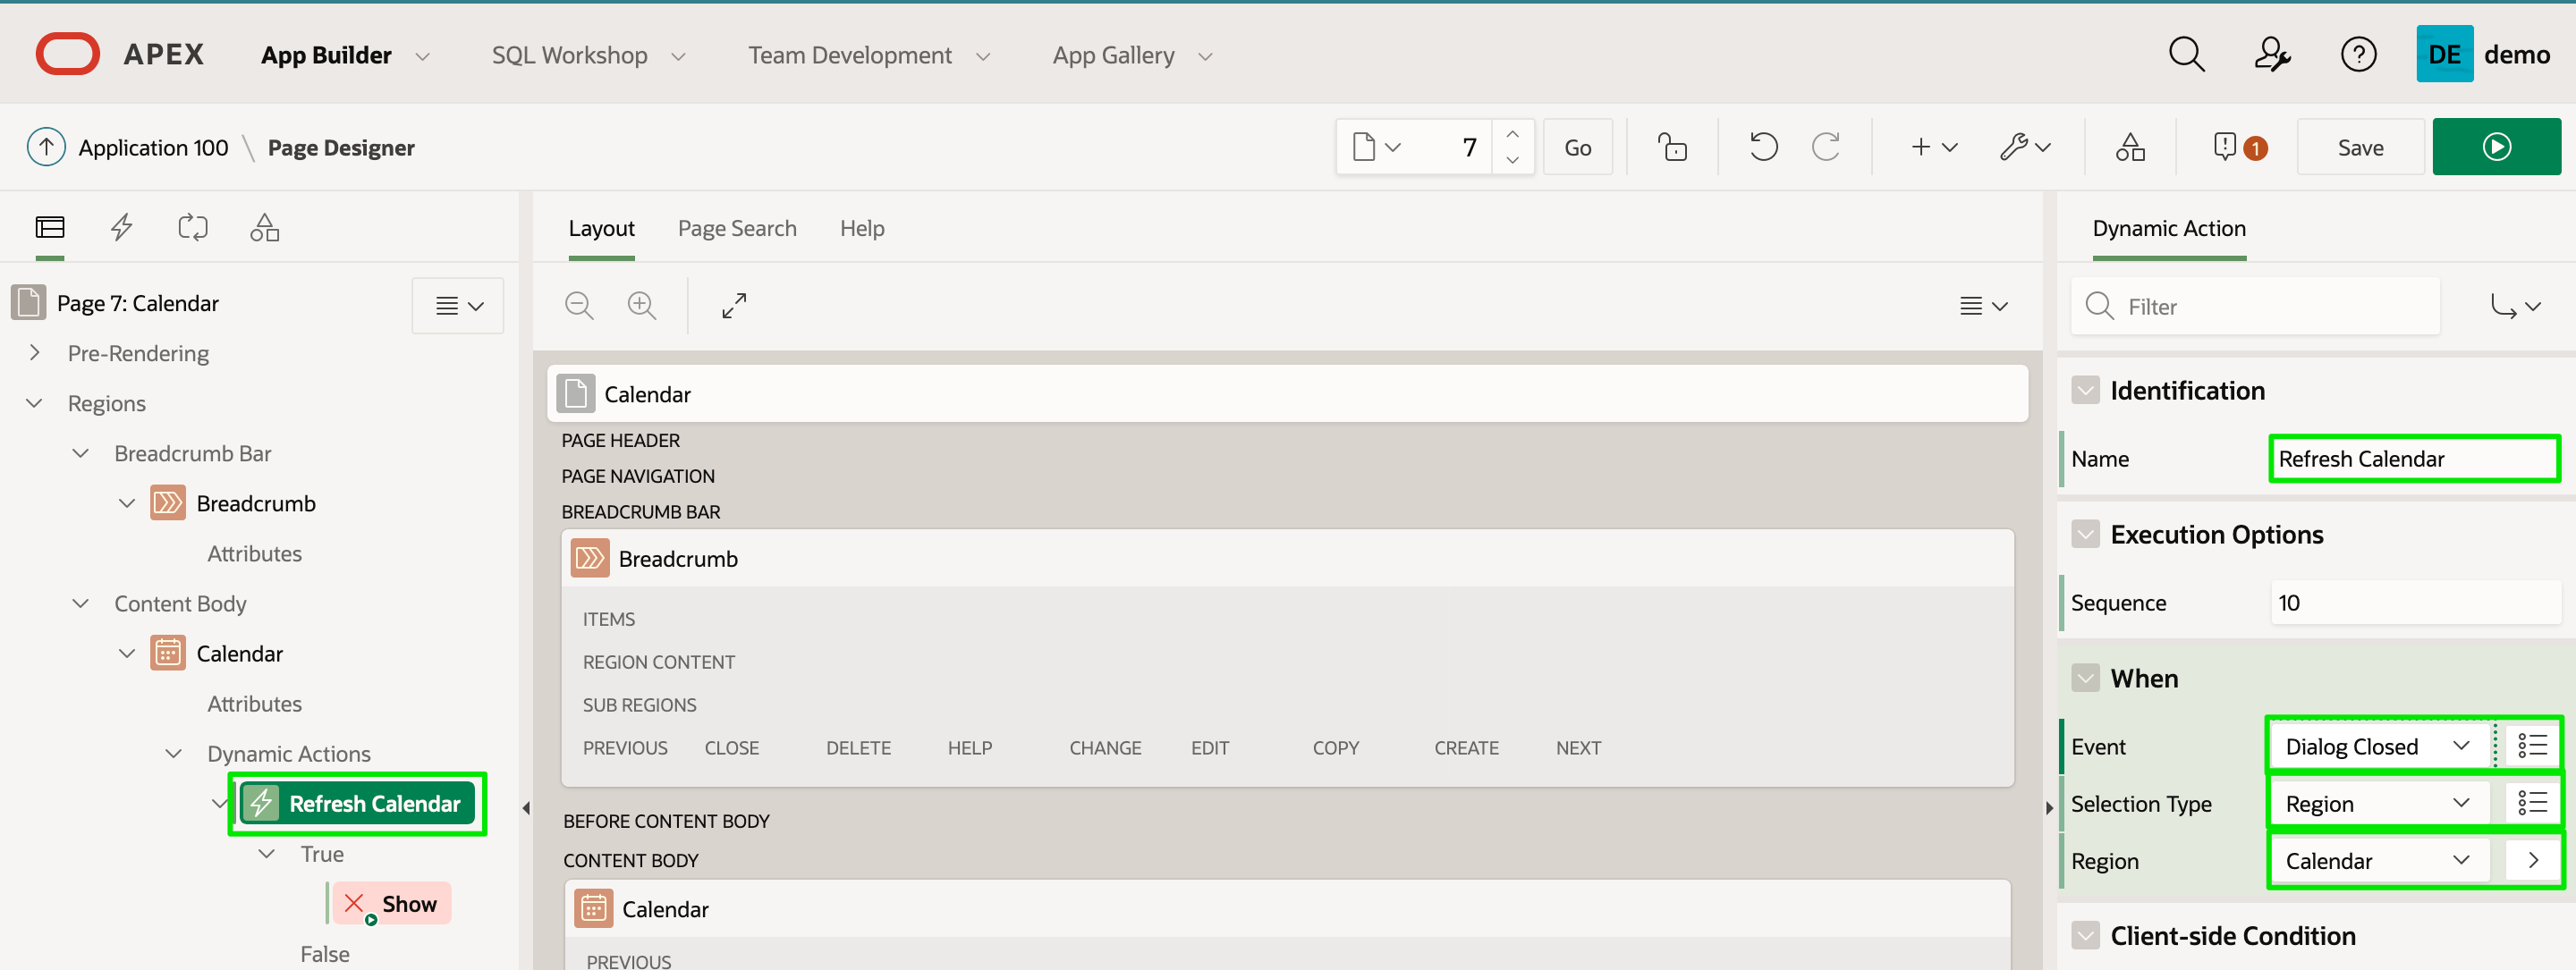 APEX App Builder SQL Workshop Team Development App Gallery DE demo
Application 100 \ Page Designer 7 Go 1 Save
Layout Page Search Help
Dynamic Action
Page 7: Calendar
Filter
Pre-Rendering
Regions
Breadcrumb Bar
Breadcrumb
Attributes
Content Body
Calendar
Attributes
Dynamic Actions
Refresh Calendar
True
Show
False
Calendar
PAGE HEADER
PAGE NAVIGATION
BREADCRUMB BAR
Breadcrumb
ITEMS
REGION CONTENT
SUB REGIONS
PREVIOUS CLOSE DELETE HELP CHANGE EDIT COPY CREATE NEXT
BEFORE CONTENT BODY
CONTENT BODY
Calendar
PREVIOUS
Identification
Name Refresh Calendar
Execution Options
Sequence 10
When
Event Dialog Closed
Selection Type Region
Region Calendar
Client-side Condition